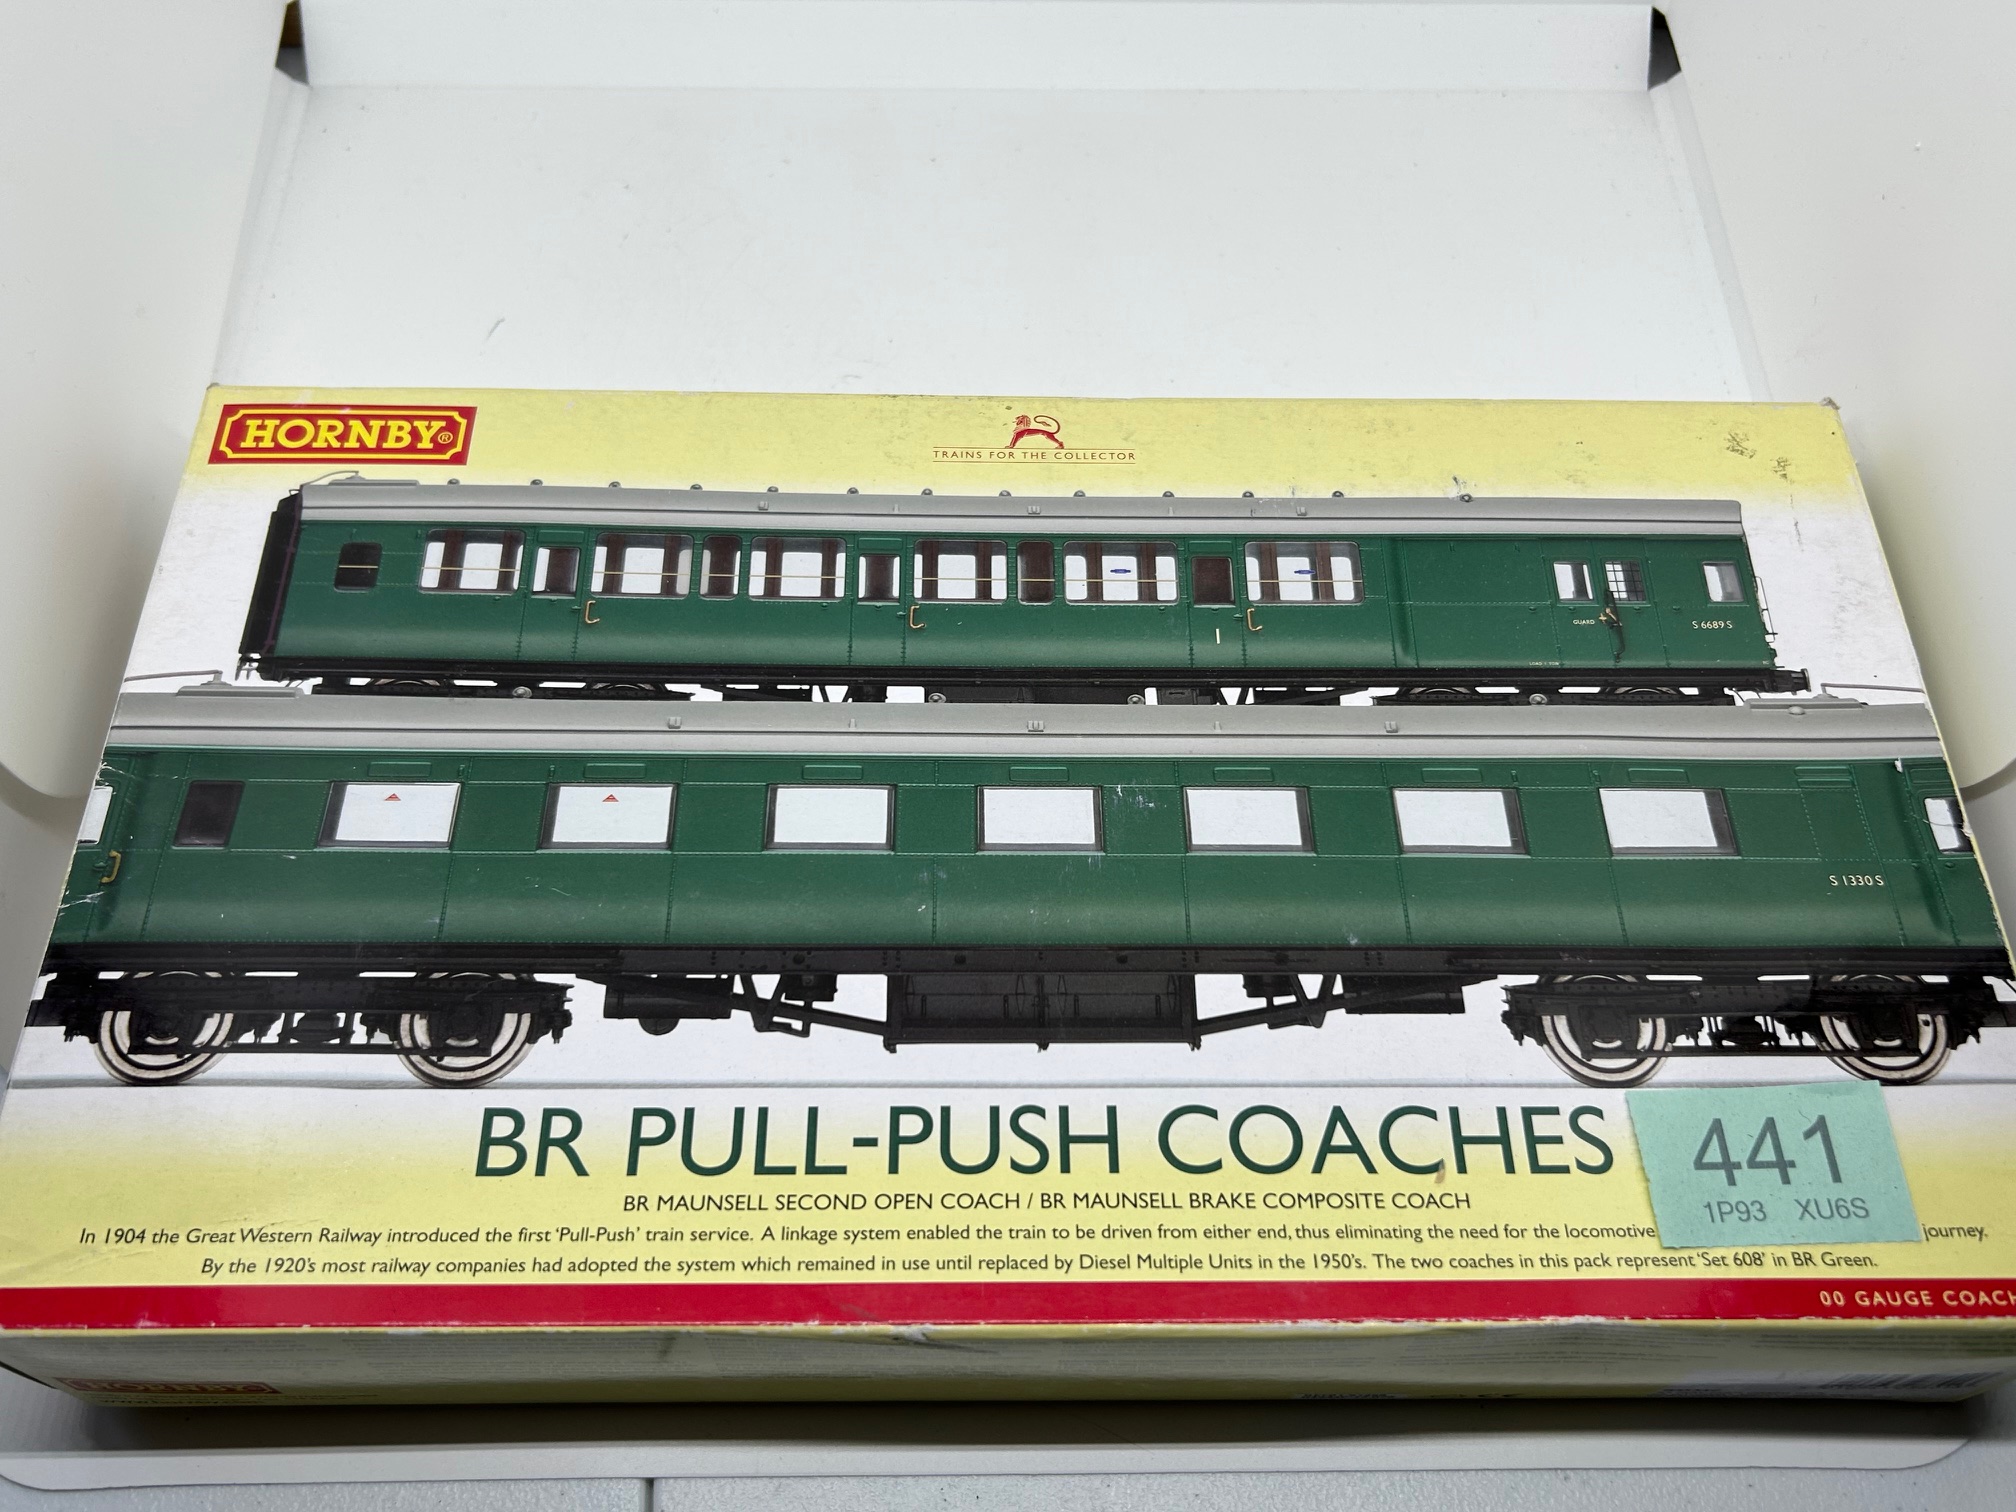 HORNBY®
TRAINS FOR THE COLLECTOR
GUARD
S 6689 S
1
S 1330 S
BR PULL-PUSH COACHES
BR MAUNSELL SECOND OPEN COACH / BR MAUNSELL BRAKE COMPOSITE COACH
441
1P93 XU6S
In 1904 the Great Western Railway introduced the first 'Pull-Push' train service. A linkage system enabled the train to be driven from either end, thus eliminating the need for the locomotive journey.
By the 1920's most railway companies had adopted the system which remained in use until replaced by Diesel Multiple Units in the 1950's. The two coaches in this pack represent 'Set 608' in BR Green.
00 GAUGE COACH
HORNBY